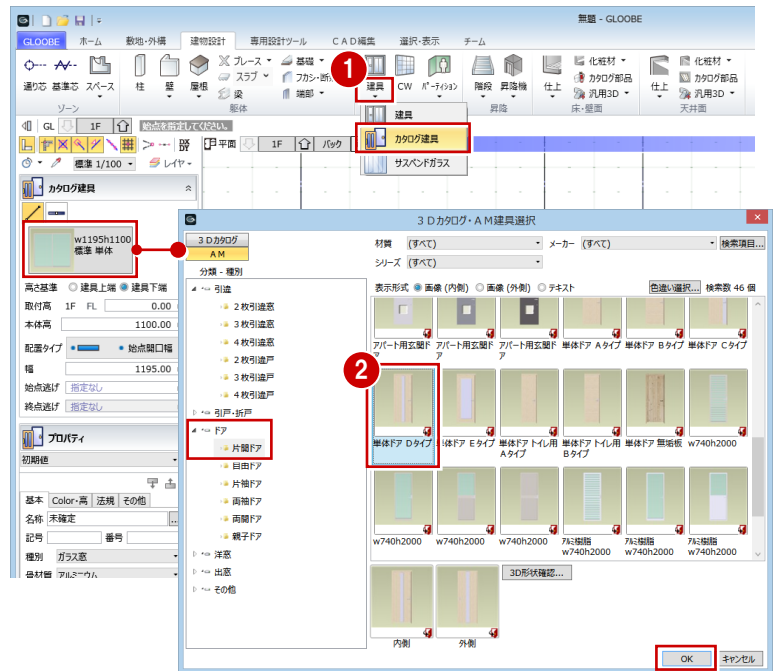 無題 - GLOOBE
GLOOBE ホーム 敷地・外構 建物設計 専用設計ツール CAD編集 選択・表示 チーム
通り芯 基準芯 スペース
ゾーン
柱 壁 屋根
ブレース
スラブ
梁
基礎
フカシ・断
端部
躯体
1
建具 CW パーテイション
階段 昇降機
昇降
仕上
化粧材
カタログ部品
汎用3D
床・壁面
仕上
化粧材
カタログ部品
汎用3D
天井面
建具
カタログ建具
サスペンドガラス
GL 1F 始点を指定してください。
平面 1F バック
標準 1/100 レイヤ
カタログ建具
w1195h1100
標準 単体
高さ基準 建具上端 建具下端
取付高 1F FL 0.00
本体高 1100.00
配置タイプ 始点開口幅
幅 1195.00
始点逃げ 指定なし
終点逃げ 指定なし
プロパティ
初期値
基本 Color・高 法規 その他
名称 未確定 ...
記号 番号
種別 ガラス窓
骨材質 アルミニウム
3Dカタログ・AM建具選択
3Dカタログ
AM
分類 - 種別
引違
2枚引違窓
3枚引違窓
4枚引違窓
2枚引違戸
3枚引違戸
4枚引違戸
引戸・折戸
ドア
片開ドア
自由ドア
片袖ドア
両袖ドア
両開ドア
親子ドア
洋窓
出窓
その他
材質 (すべて) メーカー (すべて) 検索項目...
シリーズ (すべて)
表示形式 画像 (内側) 画像 (外側) テキスト 色違い選択... 検索数 46 個
アパート用玄関ドア アパート用玄関ドア アパート用玄関ドア 単体ドア Aタイプ 単体ドア Bタイプ 単体ドア Cタイプ
2
単体ドア Dタイプ 単体ドア Eタイプ 単体ドア トイレ用 Aタイプ 単体ドア トイレ用 Bタイプ 単体ドア 無垢板 w740h2000
w740h2000 w740h2000 w740h2000 アルミ樹脂 w740h2000 アルミ樹脂 w740h2000 アルミ樹脂 w740h2000
3D形状確認...
内側 外側
OK キャンセル